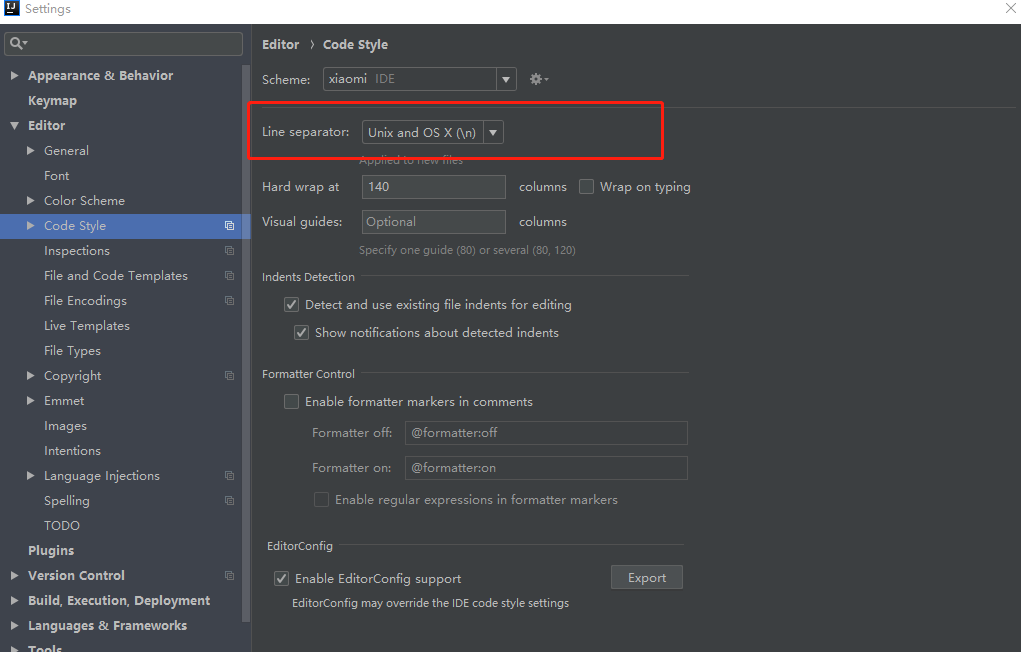 IJ Settings
Editor › Code Style
Scheme: xiaomi IDE
Line separator: Unix and OS X (\n)
Applied to new files
Hard wrap at 140 columns Wrap on typing
Visual guides: Optional columns
Specify one guide (80) or several (80, 120)
Indents Detection
Detect and use existing file indents for editing
Show notifications about detected indents
Formatter Control
Enable formatter markers in comments
Formatter off: @formatter:off
Formatter on: @formatter:on
Enable regular expressions in formatter markers
EditorConfig
Enable EditorConfig support Export
EditorConfig may override the IDE code style settings
Appearance & Behavior
Keymap
Editor
General
Font
Color Scheme
Code Style
Inspections
File and Code Templates
File Encodings
Live Templates
File Types
Copyright
Emmet
Images
Intentions
Language Injections
Spelling
TODO
Plugins
Version Control
Build, Execution, Deployment
Languages & Frameworks
Tools